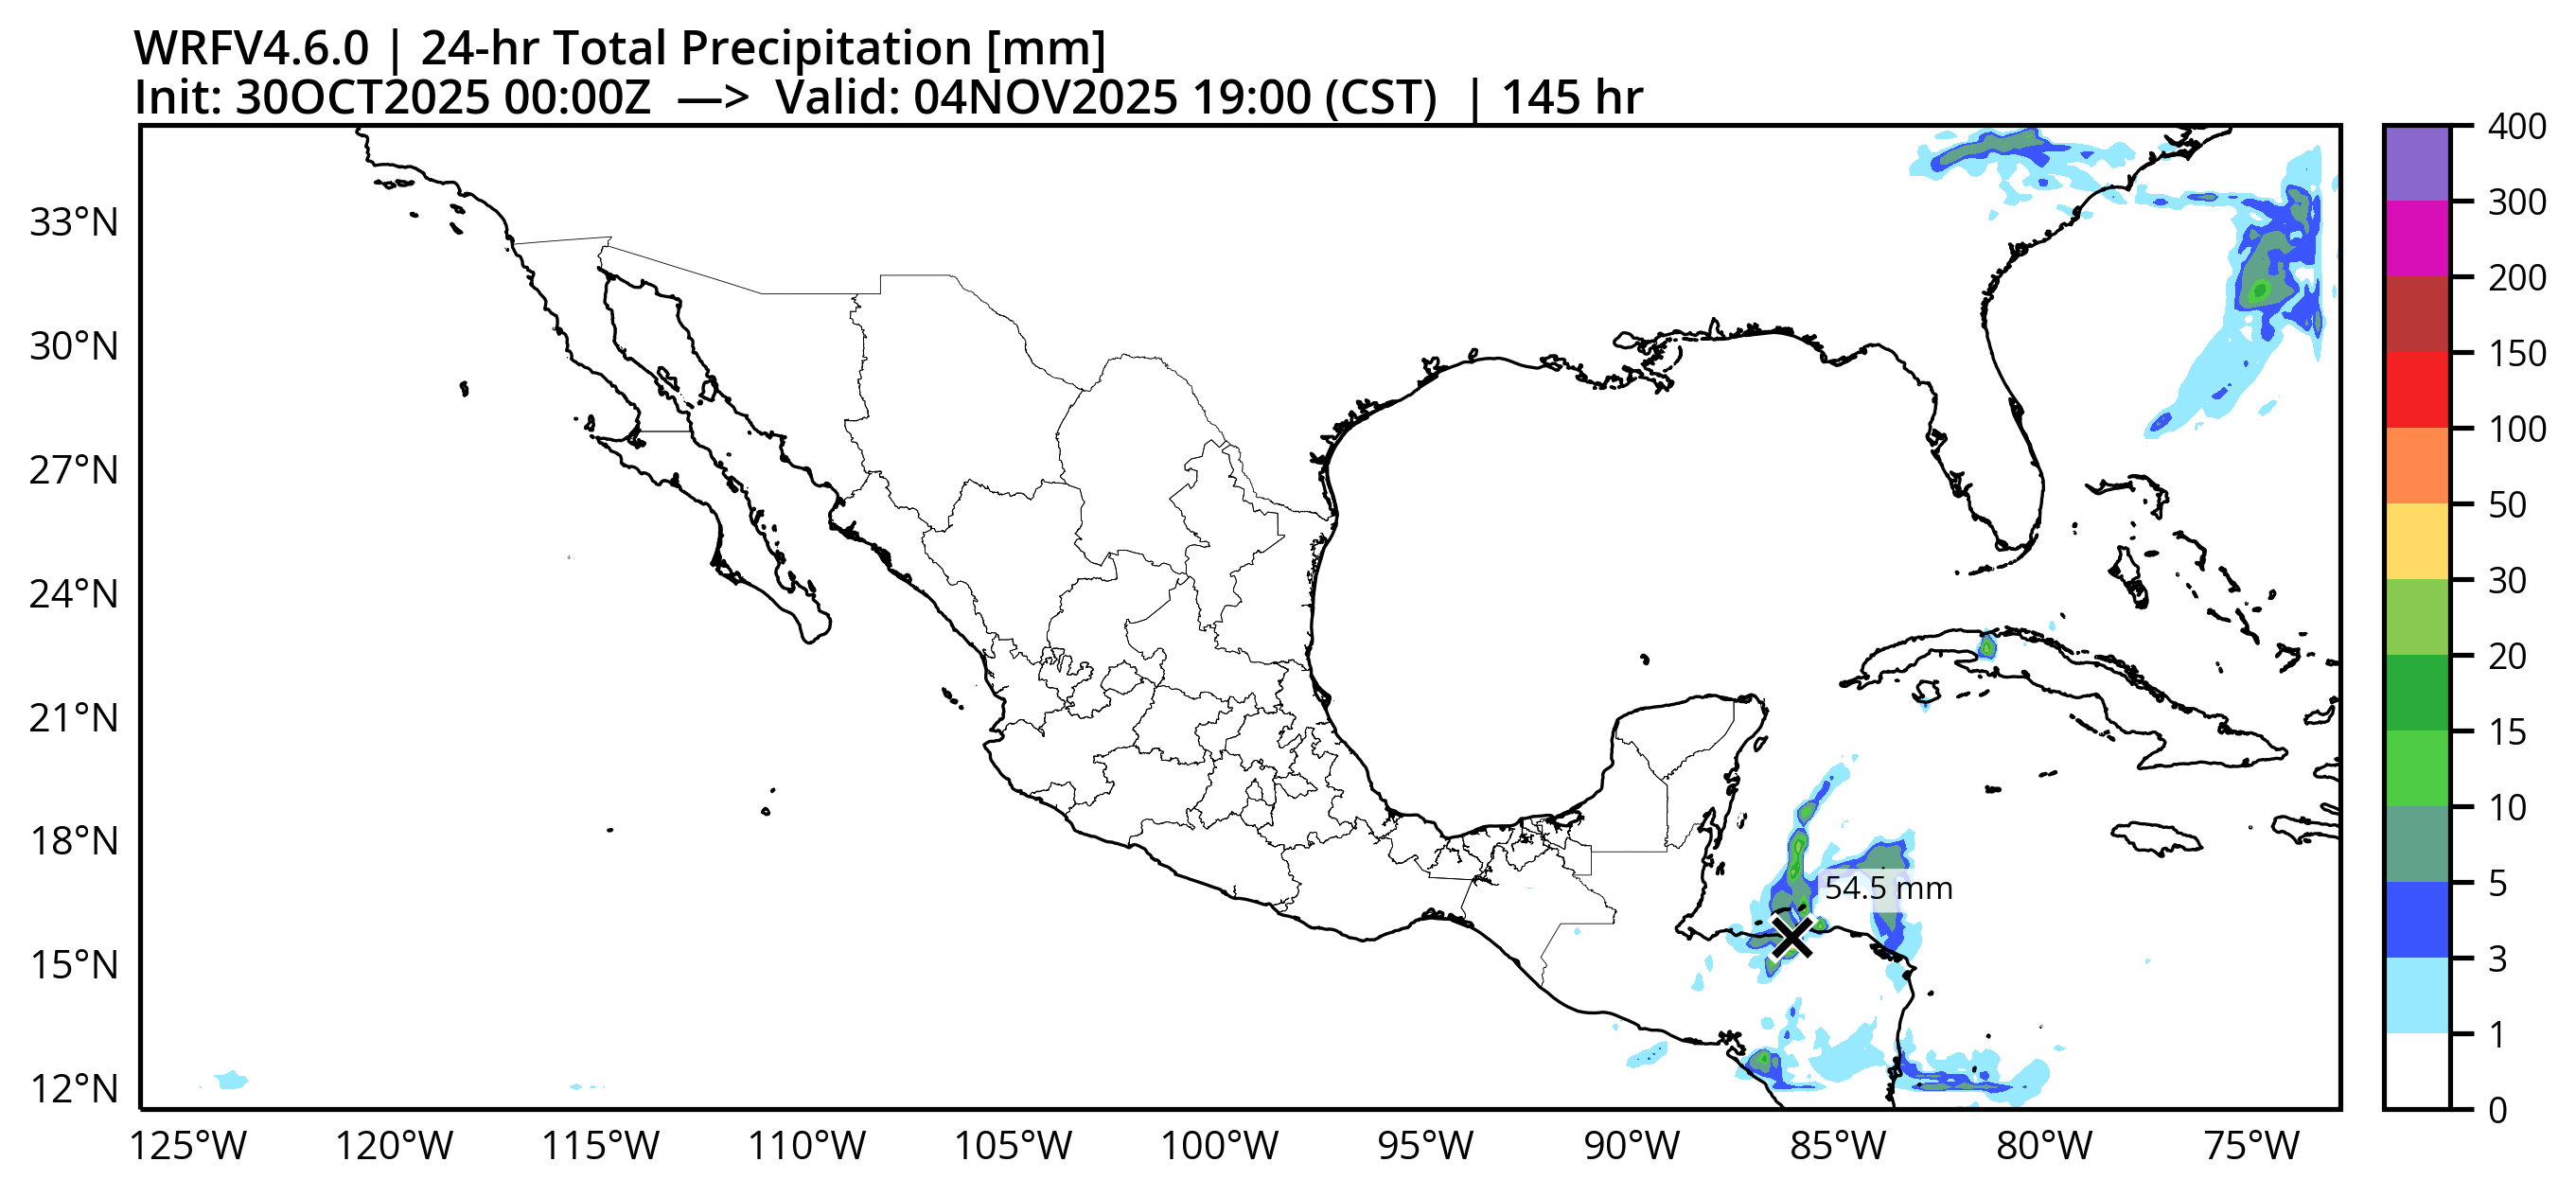 WRFV4.6.0 | 24-hr Total Precipitation [mm]
Init: 30OCT2025 00:00Z —> Valid: 04NOV2025 19:00 (CST) | 145 hr
33°N
30°N
27°N
24°N
21°N
18°N
15°N
12°N
54.5 mm
125°W 120°W 115°W 110°W 105°W 100°W 95°W 90°W 85°W 80°W 75°W
400
300
200
150
100
50
30
20
15
10
5
3
1
0